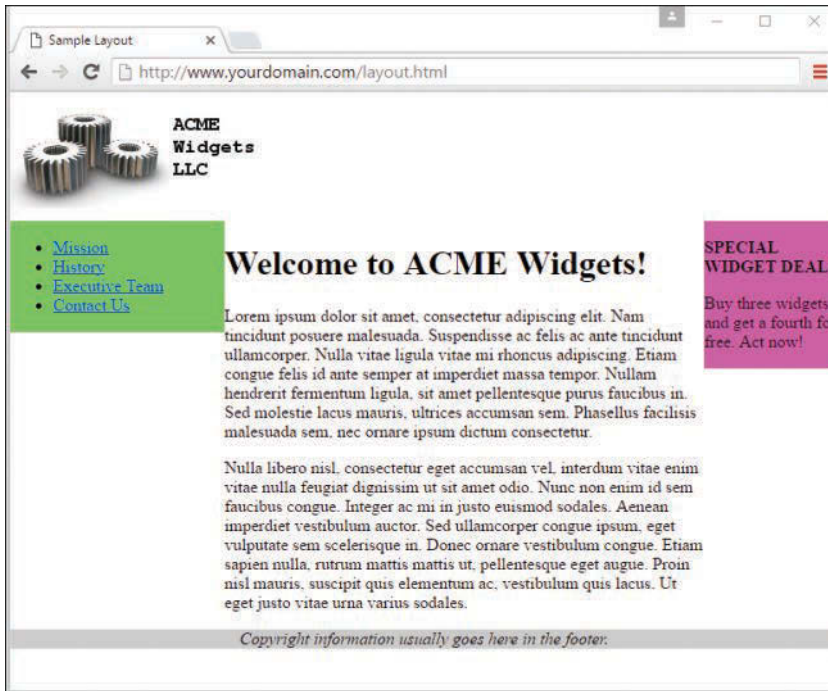 Sample Layout
http://www.yourdomain.com/layout.html
ACME
Widgets
LLC
Mission
History
Executive Team
Contact Us
Welcome to ACME Widgets!
Lorem ipsum dolor sit amet, consectetur adipiscing elit. Nam
tincidunt posuere malesuada. Suspendisse ac felis ac ante tincidunt
ullamcorper. Nulla vitae ligula vitae mi rhoncus adipiscing. Etiam
congue felis id ante semper at imperdiet massa tempor. Nullam
hendrerit fermentum ligula, sit amet pellentesque purus faucibus in.
Sed molestie lacus mauris, ultrices accumsan sem. Phasellus facilisis
malesuada sem, nec ornare ipsum dictum consectetur.
Nulla libero nisl, consectetur eget accumsan vel, interdum vitae enim
vitae nulla feugiat dignissim ut sit amet odio. Nunc non enim id sem
faucibus congue. Integer ac mi in justo euismod sodales. Aenean
imperdiet vestibulum auctor. Sed ullamcorper congue ipsum, eget
vulputate sem scelerisque in. Donec ornare vestibulum congue. Etiam
sapien nulla, rutrum mattis mattis ut, pellentesque eget augue. Proin
nisl mauris, suscipit quis elementum ac, vestibulum quis lacus. Ut
eget justo vitae urna varius sodales.
SPECIAL
WIDGET DEAL
Buy three widgets
and get a fourth fo
free. Act now!
Copyright information usually goes here in the footer.